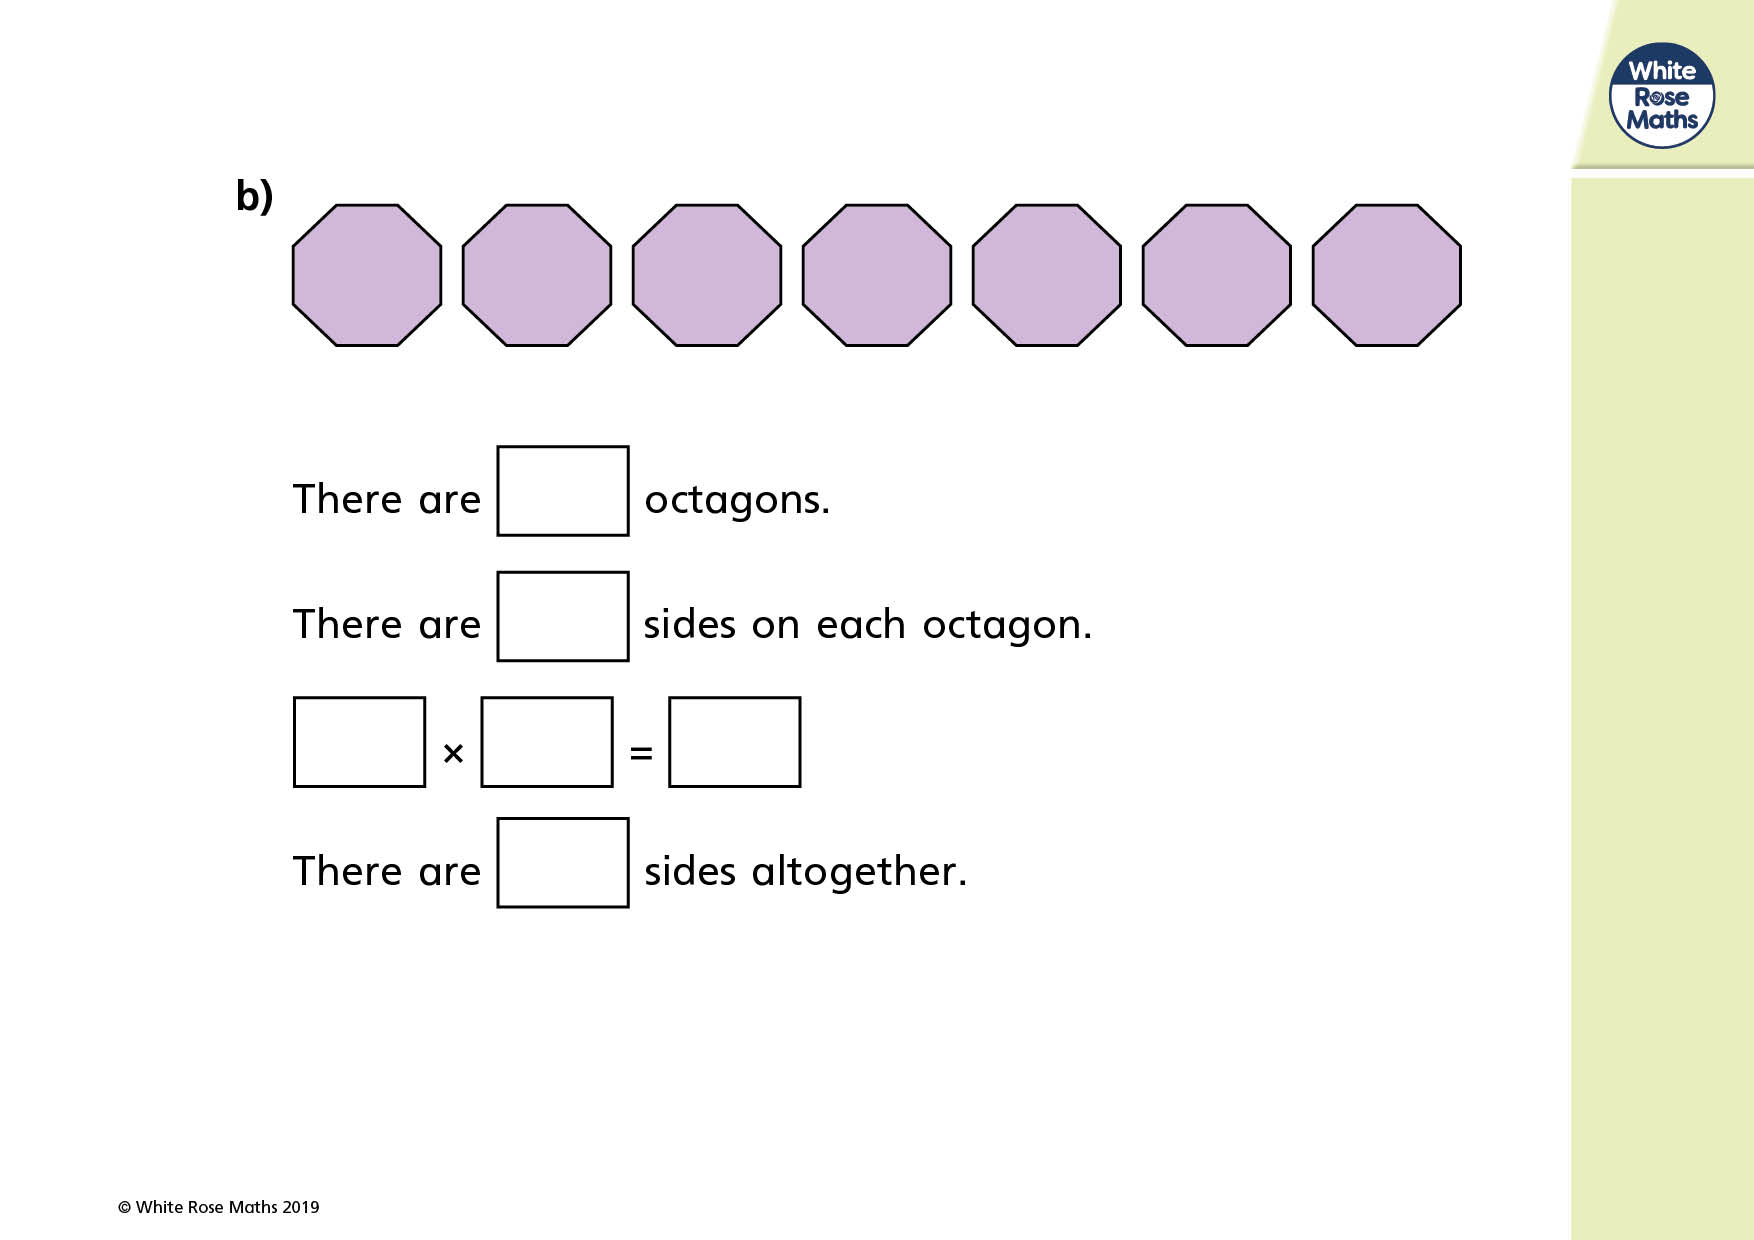 White
Rose
Maths
b)
There are octagons.
There are sides on each octagon.
× =
There are sides altogether.
© White Rose Maths 2019